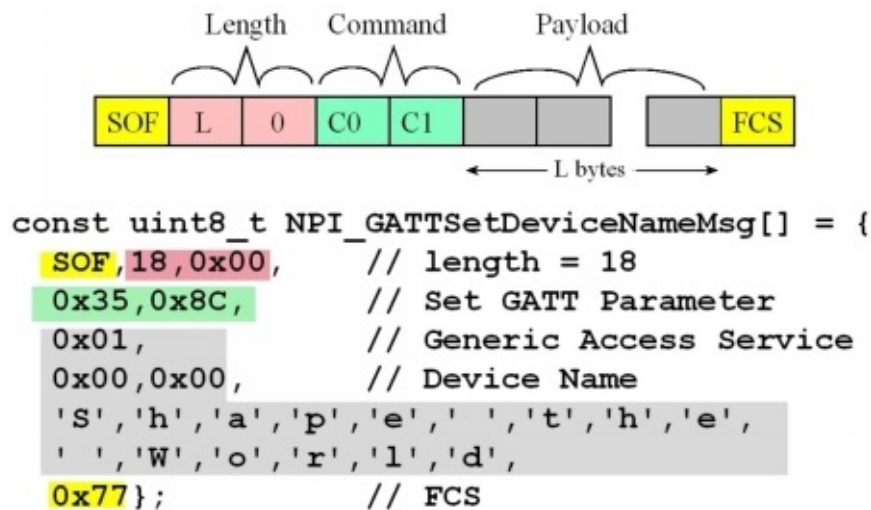 Length Command Payload
SOF L 0 C0 C1 FCS
L bytes
const uint8_t NPI_GATTSetDeviceNameMsg[] = {
SOF,18,0x00, // length = 18
0x35,0x8C, // Set GATT Parameter
0x01, // Generic Access Service
0x00,0x00, // Device Name
'S','h','a','p','e',' ','t','h','e',
' ','W','o','r','l','d',
0x77}; // FCS